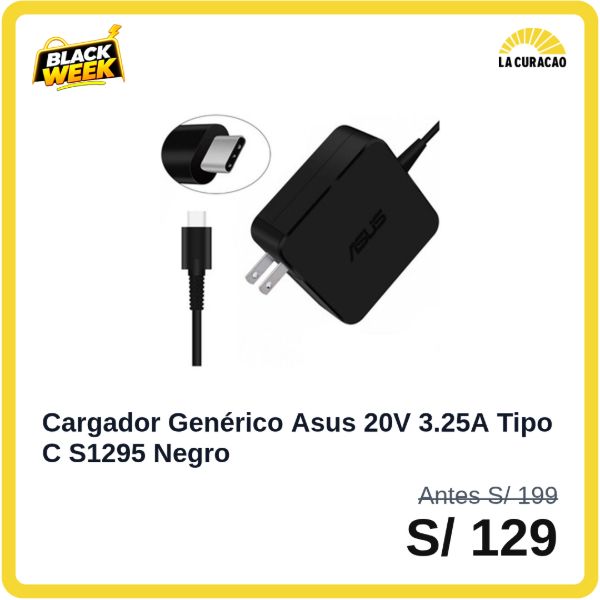 BLACK
WEEK
LA CURACAO
ASUS
Cargador Genérico Asus 20V 3.25A Tipo
C S1295 Negro
Antes S/ 199
S/ 129